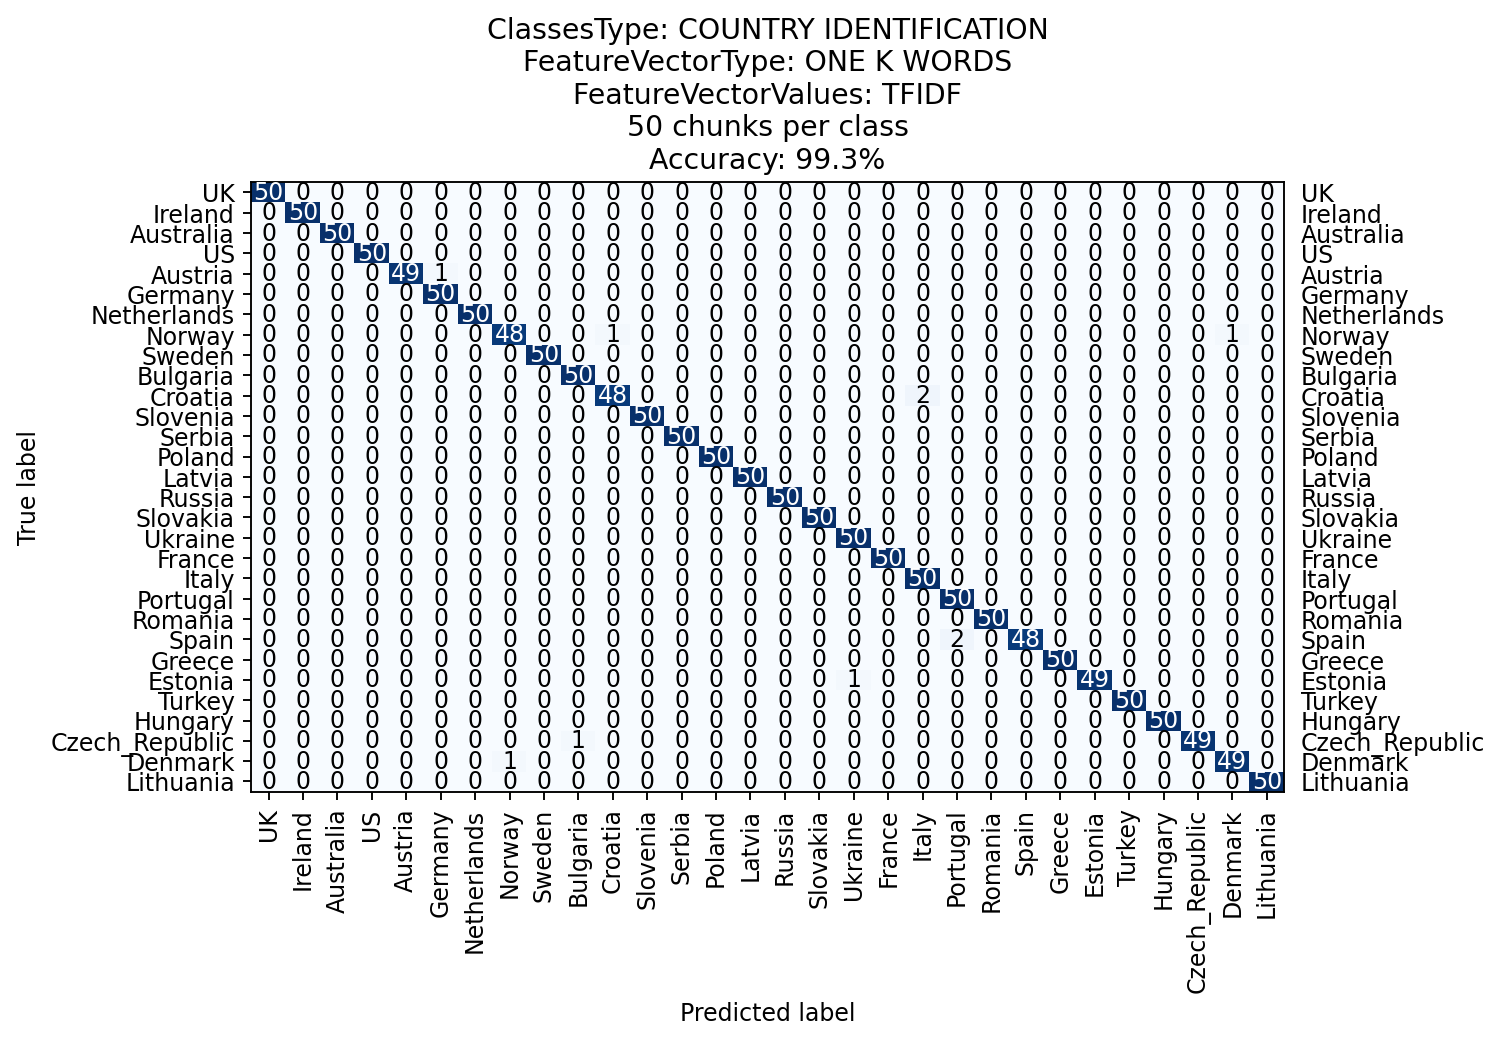 ClassesType: COUNTRY IDENTIFICATION
FeatureVectorType: ONE K WORDS
FeatureVectorValues: TFIDF
50 chunks per class
Accuracy: 99.3%
UK 50 0 0 0 0 0 0 0 0 0 0 0 0 0 0 0 0 0 0 0 0 0 0 0 0 0 0 0 0 0 UK
Ireland 0 50 0 0 0 0 0 0 0 0 0 0 0 0 0 0 0 0 0 0 0 0 0 0 0 0 0 0 0 0 Ireland
Australia 0 0 50 0 0 0 0 0 0 0 0 0 0 0 0 0 0 0 0 0 0 0 0 0 0 0 0 0 0 0 Australia
US 0 0 0 50 0 0 0 0 0 0 0 0 0 0 0 0 0 0 0 0 0 0 0 0 0 0 0 0 0 0 US
Austria 0 0 0 0 49 1 0 0 0 0 0 0 0 0 0 0 0 0 0 0 0 0 0 0 0 0 0 0 0 0 Austria
Germany 0 0 0 0 0 50 0 0 0 0 0 0 0 0 0 0 0 0 0 0 0 0 0 0 0 0 0 0 0 0 Germany
Netherlands 0 0 0 0 0 0 50 0 0 0 0 0 0 0 0 0 0 0 0 0 0 0 0 0 0 0 0 0 0 0 Netherlands
Norway 0 0 0 0 0 0 0 48 0 0 1 0 0 0 0 0 0 0 0 0 0 0 0 0 0 0 0 0 1 0 Norway
Sweden 0 0 0 0 0 0 0 0 50 0 0 0 0 0 0 0 0 0 0 0 0 0 0 0 0 0 0 0 0 0 Sweden
Bulgaria 0 0 0 0 0 0 0 0 0 50 0 0 0 0 0 0 0 0 0 0 0 0 0 0 0 0 0 0 0 0 Bulgaria
Croatia 0 0 0 0 0 0 0 0 0 0 48 0 0 0 0 0 0 0 0 2 0 0 0 0 0 0 0 0 0 0 Croatia
Slovenia 0 0 0 0 0 0 0 0 0 0 0 50 0 0 0 0 0 0 0 0 0 0 0 0 0 0 0 0 0 0 Slovenia
Serbia 0 0 0 0 0 0 0 0 0 0 0 0 50 0 0 0 0 0 0 0 0 0 0 0 0 0 0 0 0 0 Serbia
Poland 0 0 0 0 0 0 0 0 0 0 0 0 0 50 0 0 0 0 0 0 0 0 0 0 0 0 0 0 0 0 Poland
Latvia 0 0 0 0 0 0 0 0 0 0 0 0 0 0 50 0 0 0 0 0 0 0 0 0 0 0 0 0 0 0 Latvia
Russia 0 0 0 0 0 0 0 0 0 0 0 0 0 0 0 50 0 0 0 0 0 0 0 0 0 0 0 0 0 0 Russia
Slovakia 0 0 0 0 0 0 0 0 0 0 0 0 0 0 0 0 50 0 0 0 0 0 0 0 0 0 0 0 0 0 Slovakia
Ukraine 0 0 0 0 0 0 0 0 0 0 0 0 0 0 0 0 0 50 0 0 0 0 0 0 0 0 0 0 0 0 Ukraine
France 0 0 0 0 0 0 0 0 0 0 0 0 0 0 0 0 0 0 50 0 0 0 0 0 0 0 0 0 0 0 France
Italy 0 0 0 0 0 0 0 0 0 0 0 0 0 0 0 0 0 0 0 50 0 0 0 0 0 0 0 0 0 0 Italy
Portugal 0 0 0 0 0 0 0 0 0 0 0 0 0 0 0 0 0 0 0 0 50 0 0 0 0 0 0 0 0 0 Portugal
Romania 0 0 0 0 0 0 0 0 0 0 0 0 0 0 0 0 0 0 0 0 0 50 0 0 0 0 0 0 0 0 Romania
Spain 0 0 0 0 0 0 0 0 0 0 0 0 0 0 0 0 0 0 0 0 2 0 48 0 0 0 0 0 0 0 Spain
Greece 0 0 0 0 0 0 0 0 0 0 0 0 0 0 0 0 0 0 0 0 0 0 0 50 0 0 0 0 0 0 Greece
Estonia 0 0 0 0 0 0 0 0 0 0 0 0 0 0 0 0 0 1 0 0 0 0 0 0 49 0 0 0 0 0 Estonia
Turkey 0 0 0 0 0 0 0 0 0 0 0 0 0 0 0 0 0 0 0 0 0 0 0 0 0 50 0 0 0 0 Turkey
Hungary 0 0 0 0 0 0 0 0 0 0 0 0 0 0 0 0 0 0 0 0 0 0 0 0 0 0 50 0 0 0 Hungary
Czech_Republic 0 0 0 0 0 0 0 0 0 1 0 0 0 0 0 0 0 0 0 0 0 0 0 0 0 0 0 49 0 0 Czech_Republic
Denmark 0 0 0 0 0 0 0 1 0 0 0 0 0 0 0 0 0 0 0 0 0 0 0 0 0 0 0 0 49 0 Denmark
Lithuania 0 0 0 0 0 0 0 0 0 0 0 0 0 0 0 0 0 0 0 0 0 0 0 0 0 0 0 0 0 50 Lithuania
True label
UK Ireland Australia US Austria Germany Netherlands Norway Sweden Bulgaria Croatia Slovenia Serbia Poland Latvia Russia Slovakia Ukraine France Italy Portugal Romania Spain Greece Estonia Turkey Hungary Czech_Republic Denmark Lithuania
Predicted label